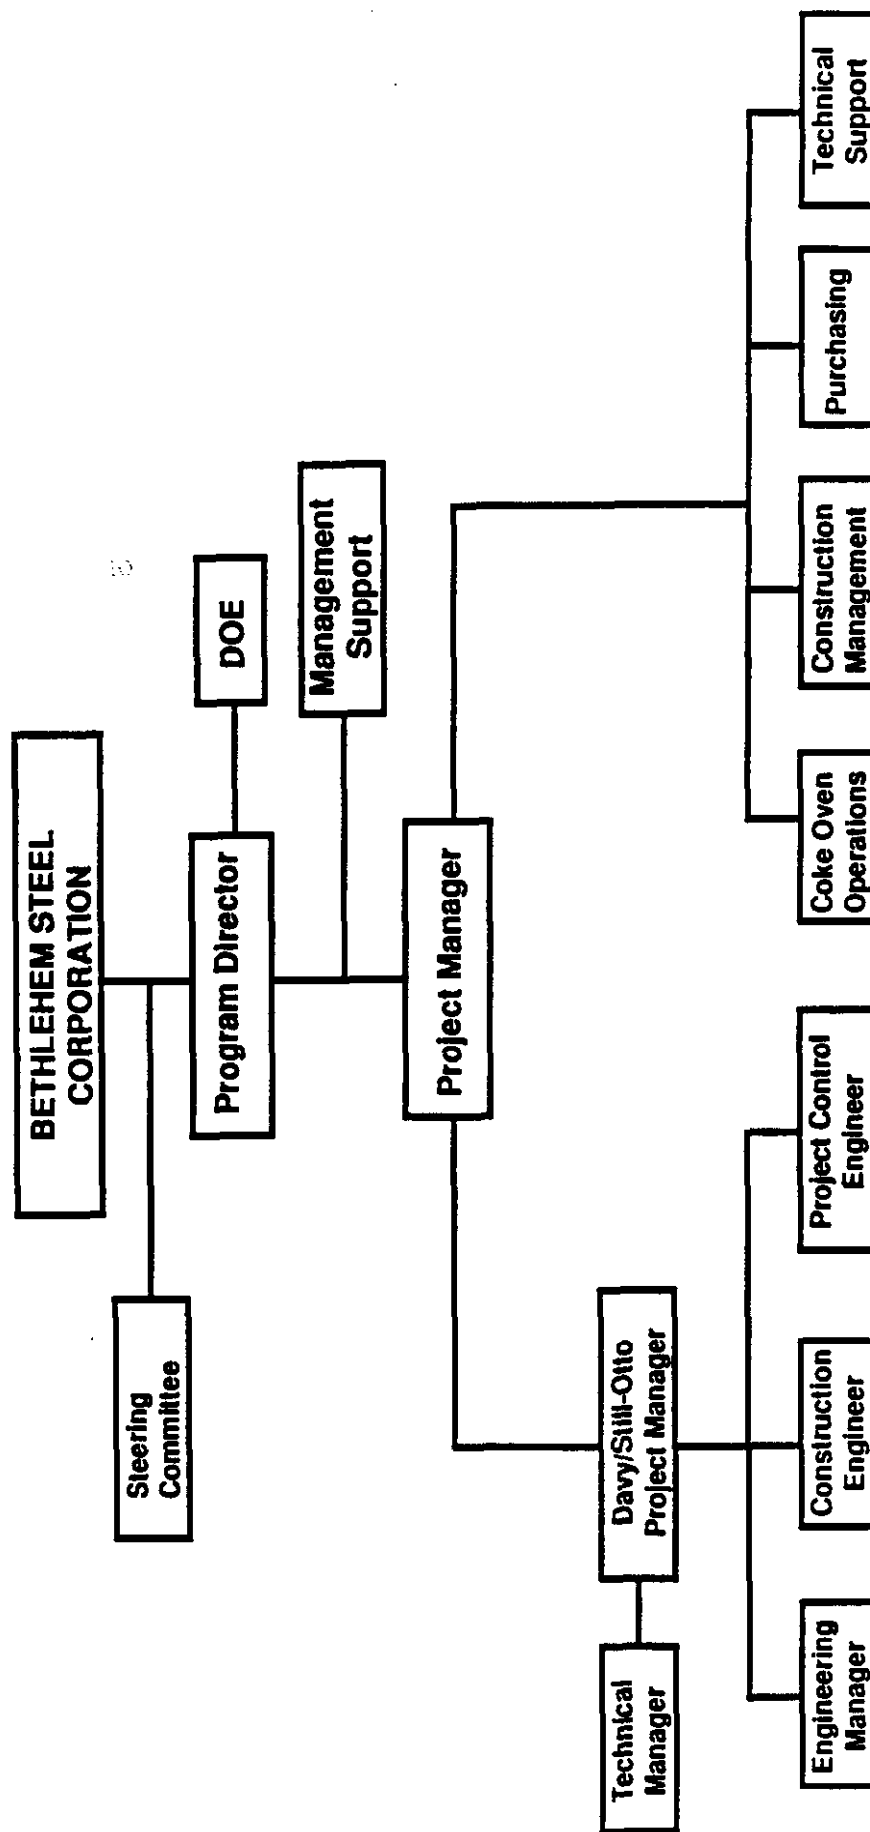 BETHLEHEM STEEL
CORPORATION
Steering
Committee
Program Director
DOE
Management
Support
Project Manager
Technical
Manager
Davy/Still-Otto
Project Manager
Engineering
Manager
Construction
Engineer
Project Control
Engineer
Coke Oven
Operations
Construction
Management
Purchasing
Technical
Support